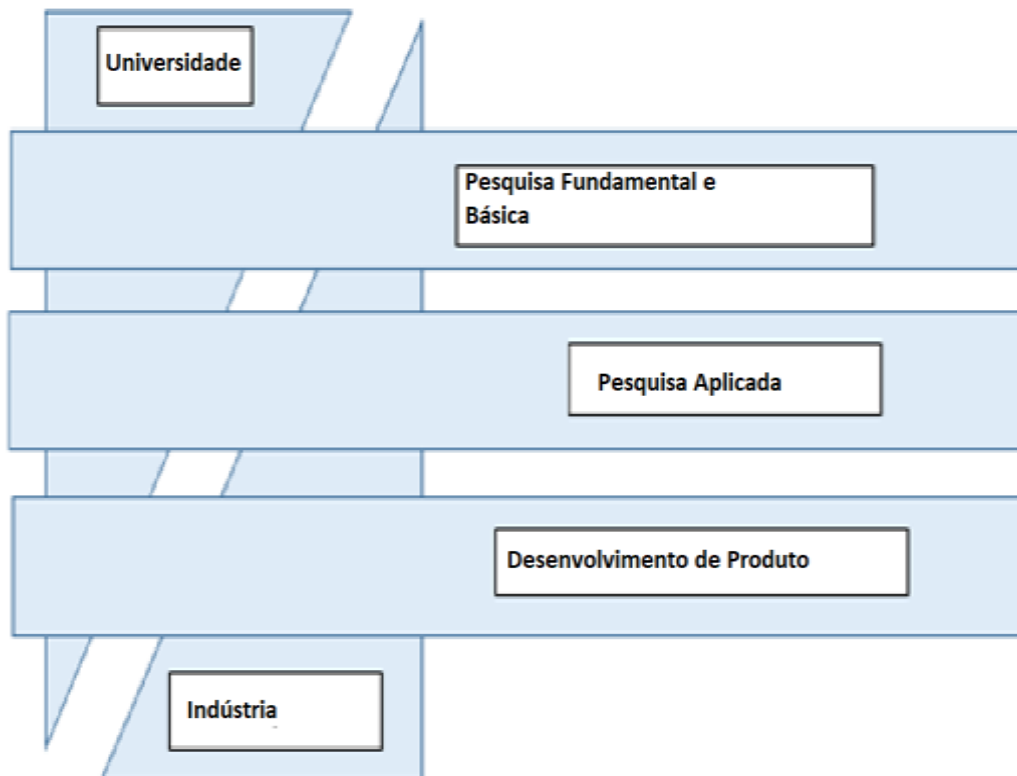 Universidade
Pesquisa Fundamental e
Básica
Pesquisa Aplicada
Desenvolvimento de Produto
Indústria